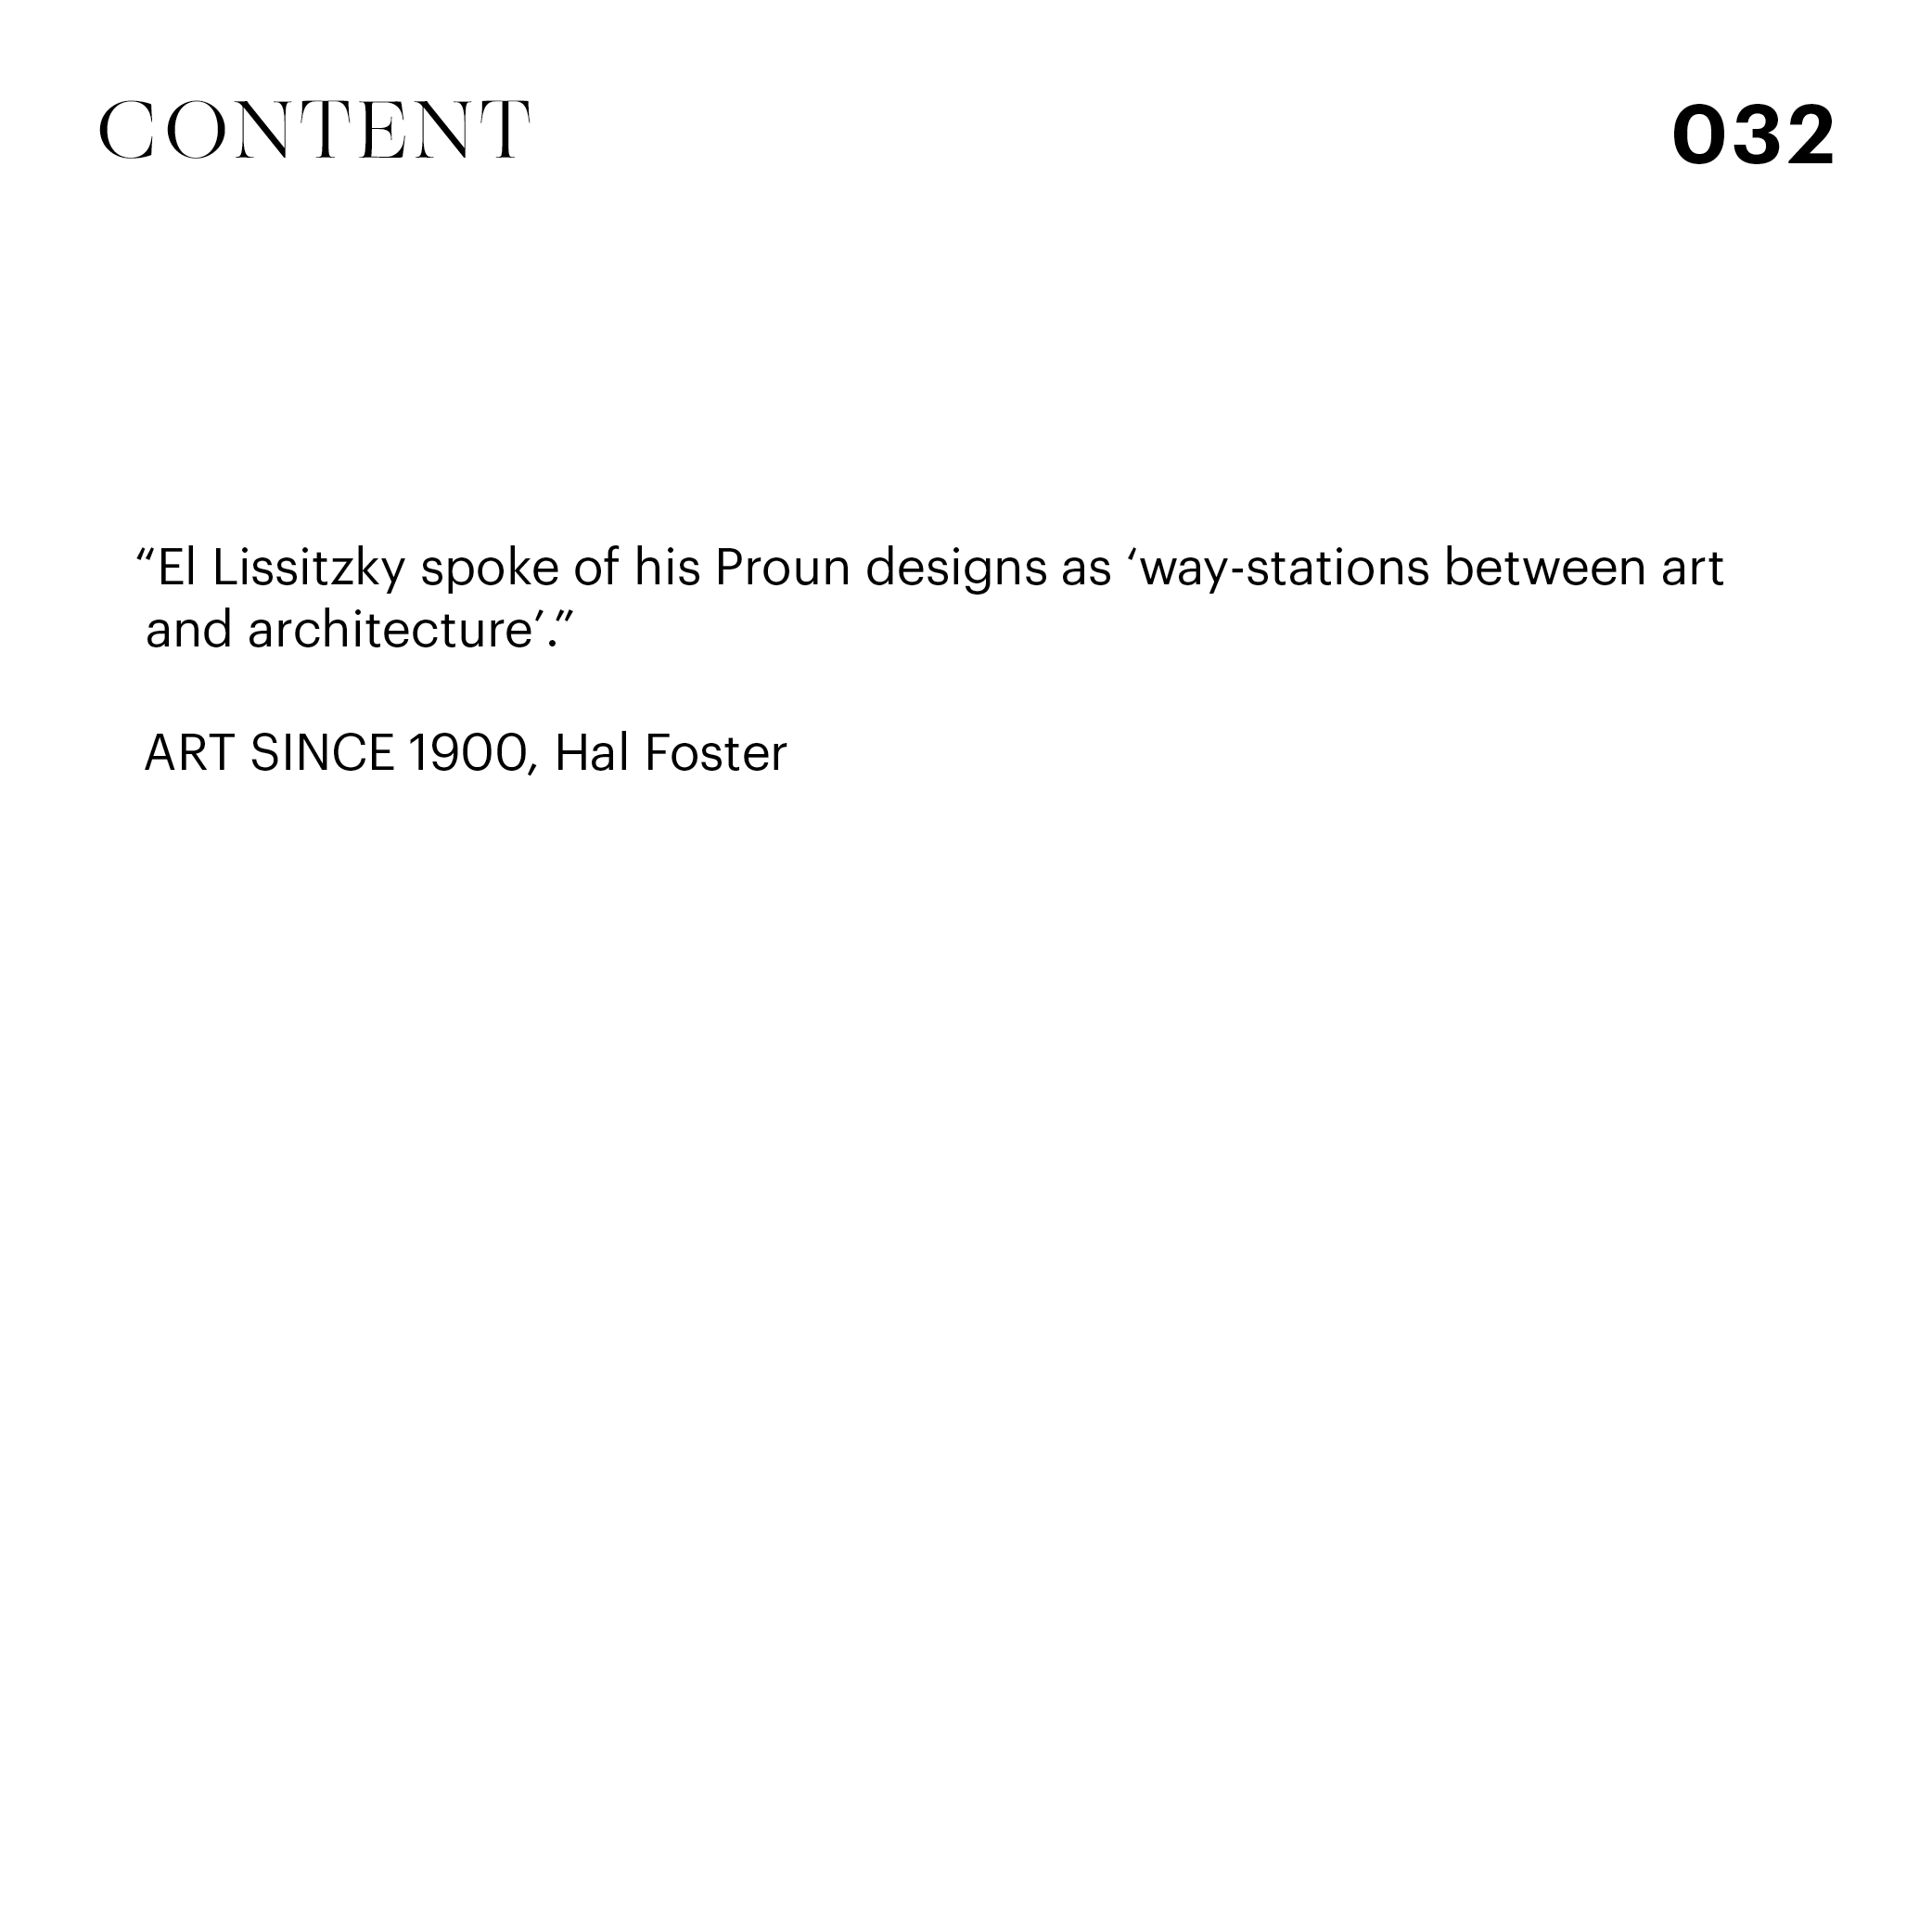 CONTENT
032
“El Lissitzky spoke of his Proun designs as ‘way-stations between art
and architecture’.”
ART SINCE 1900, Hal Foster